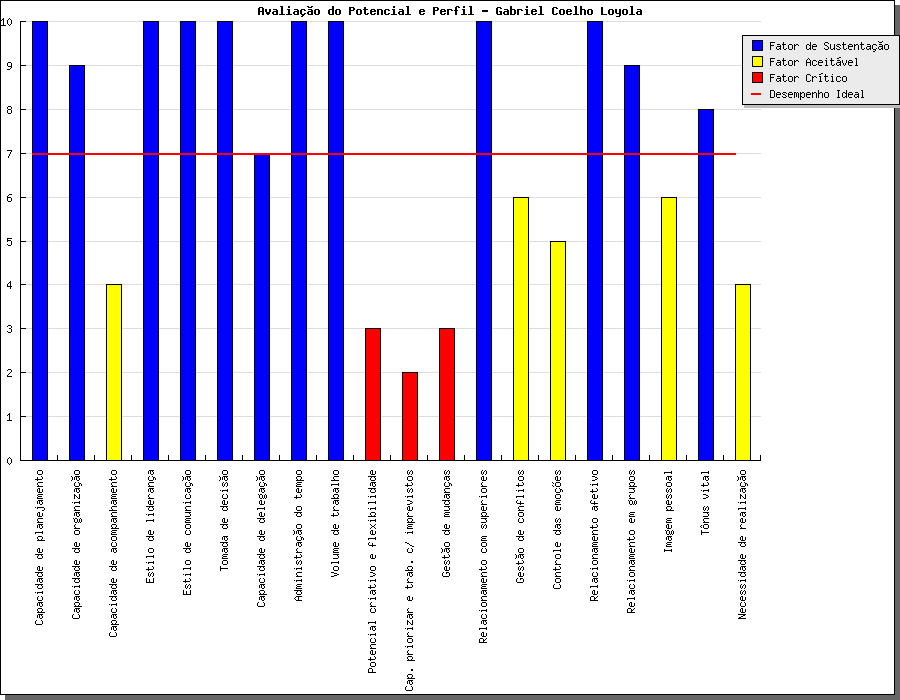 Avaliação do Potencial e Perfil - Gabriel Coelho Loyola
Fator de Sustentação
Fator Aceitável
Fator Crítico
Desempenho Ideal
10
9
8
7
6
5
4
3
2
1
0
Capacidade de planejamento
Capacidade de organização
Capacidade de acompanhamento
Estilo de liderança
Estilo de comunicação
Tomada de decisão
Capacidade de delegação
Administração do tempo
Volume de trabalho
Potencial criativo e flexibilidade
Cap. priorizar e trab. c/ imprevistos
Gestão de mudanças
Relacionamento com superiores
Gestão de conflitos
Controle das emoções
Relacionamento afetivo
Relacionamento em grupos
Imagem pessoal
Tônus vital
Necessidade de realização